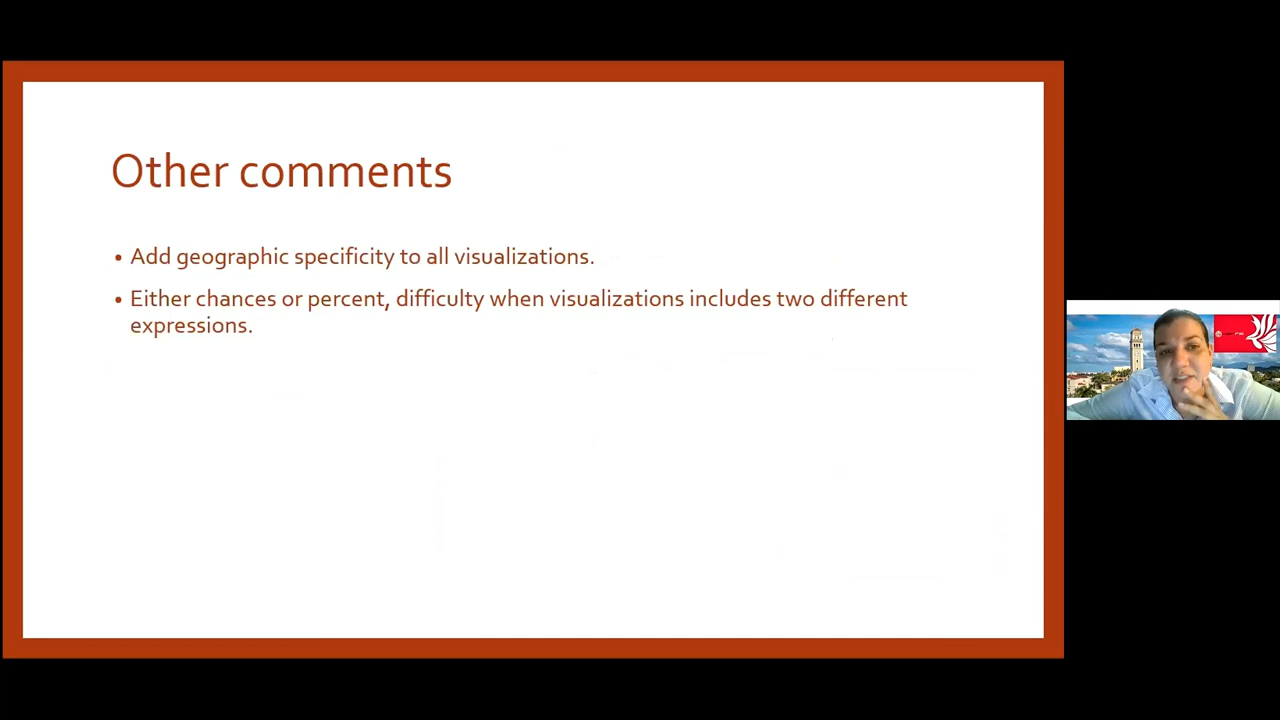 Other comments
• Add geographic specificity to all visualizations.
• Either chances or percent, difficulty when visualizations includes two different
expressions.